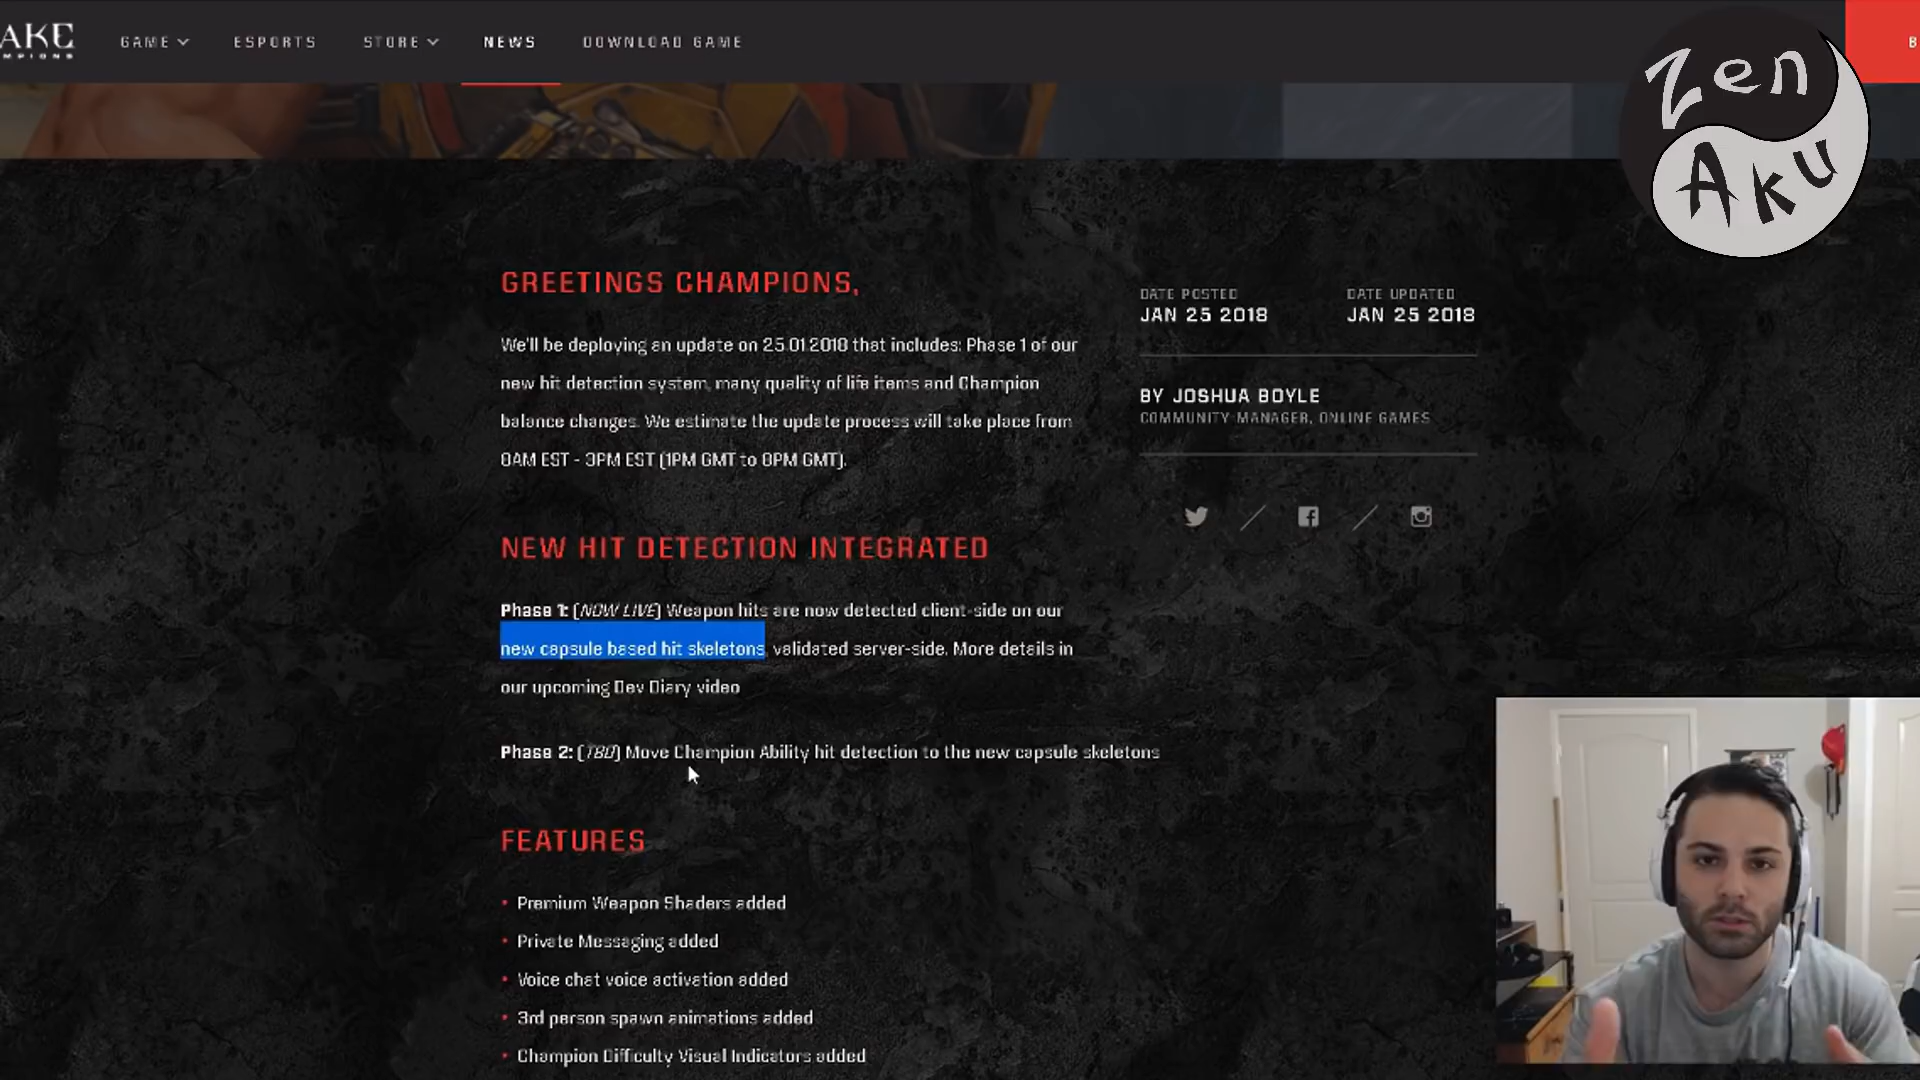 AKE
MPIONS
GAME
ESPORTS
STORE
NEWS
DOWNLOAD GAME
B
Zen
Aku
GREETINGS CHAMPIONS,
We'll be deploying an update on 25.01.2018 that includes: Phase 1 of our
new hit detection system, many quality of life items and Champion
balance changes. We estimate the update process will take place from
8AM EST - 3PM EST (1PM GMT to 8PM GMT).
DATE POSTED
JAN 25 2018
DATE UPDATED
JAN 25 2018
BY JOSHUA BOYLE
COMMUNITY MANAGER, ONLINE GAMES
NEW HIT DETECTION INTEGRATED
Phase 1: (NOW LIVE) Weapon hits are now detected client-side on our
new capsule based hit skeletons, validated server-side. More details in
our upcoming Dev Diary video
Phase 2: (TBD) Move Champion Ability hit detection to the new capsule skeletons
FEATURES
• Premium Weapon Shaders added
• Private Messaging added
• Voice chat voice activation added
• 3rd person spawn animations added
• Champion Difficulty Visual Indicators added